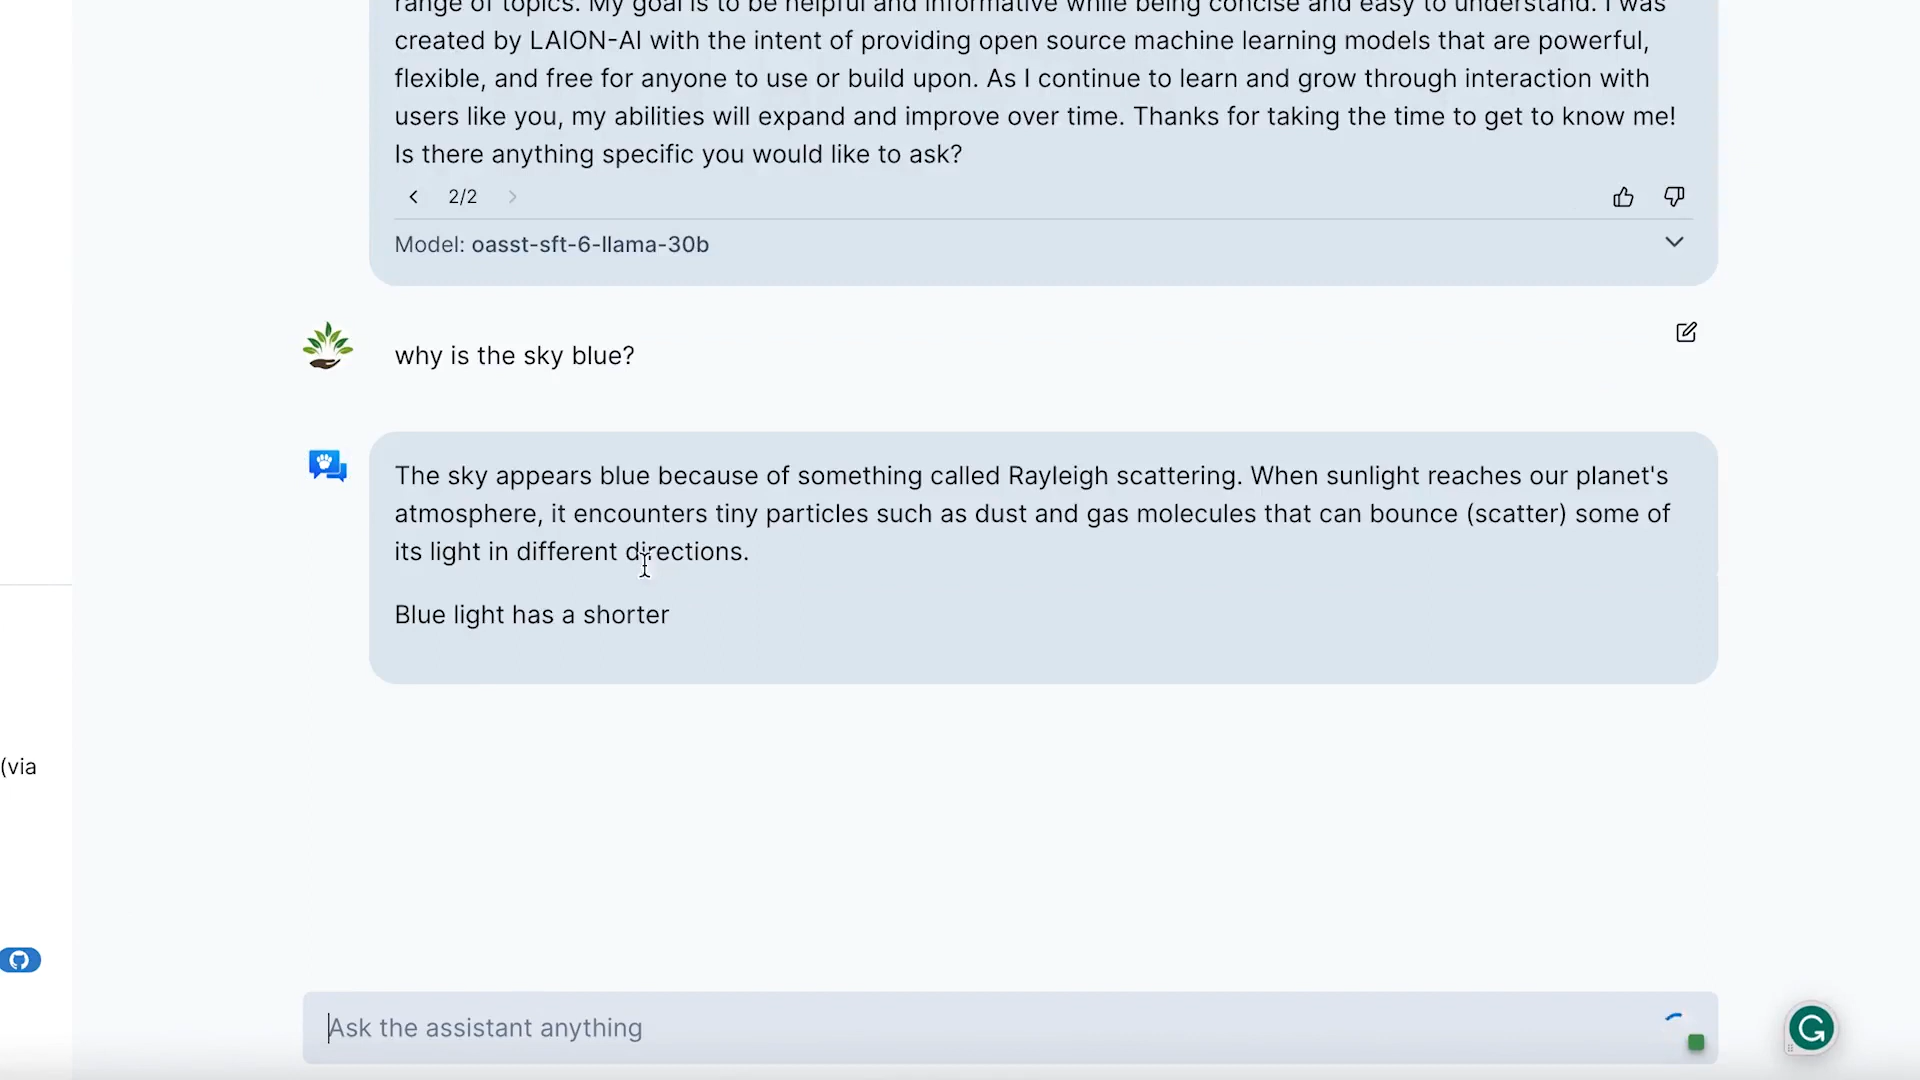 range of topics. My goal is to be helpful and informative while being concise and easy to understand. I was
created by LAION-AI with the intent of providing open source machine learning models that are powerful,
flexible, and free for anyone to use or build upon. As I continue to learn and grow through interaction with
users like you, my abilities will expand and improve over time. Thanks for taking the time to get to know me!
Is there anything specific you would like to ask?
2/2
Model: oasst-sft-6-llama-30b
why is the sky blue?
The sky appears blue because of something called Rayleigh scattering. When sunlight reaches our planet's
atmosphere, it encounters tiny particles such as dust and gas molecules that can bounce (scatter) some of
its light in different directions.
Blue light has a shorter
(via
Ask the assistant anything